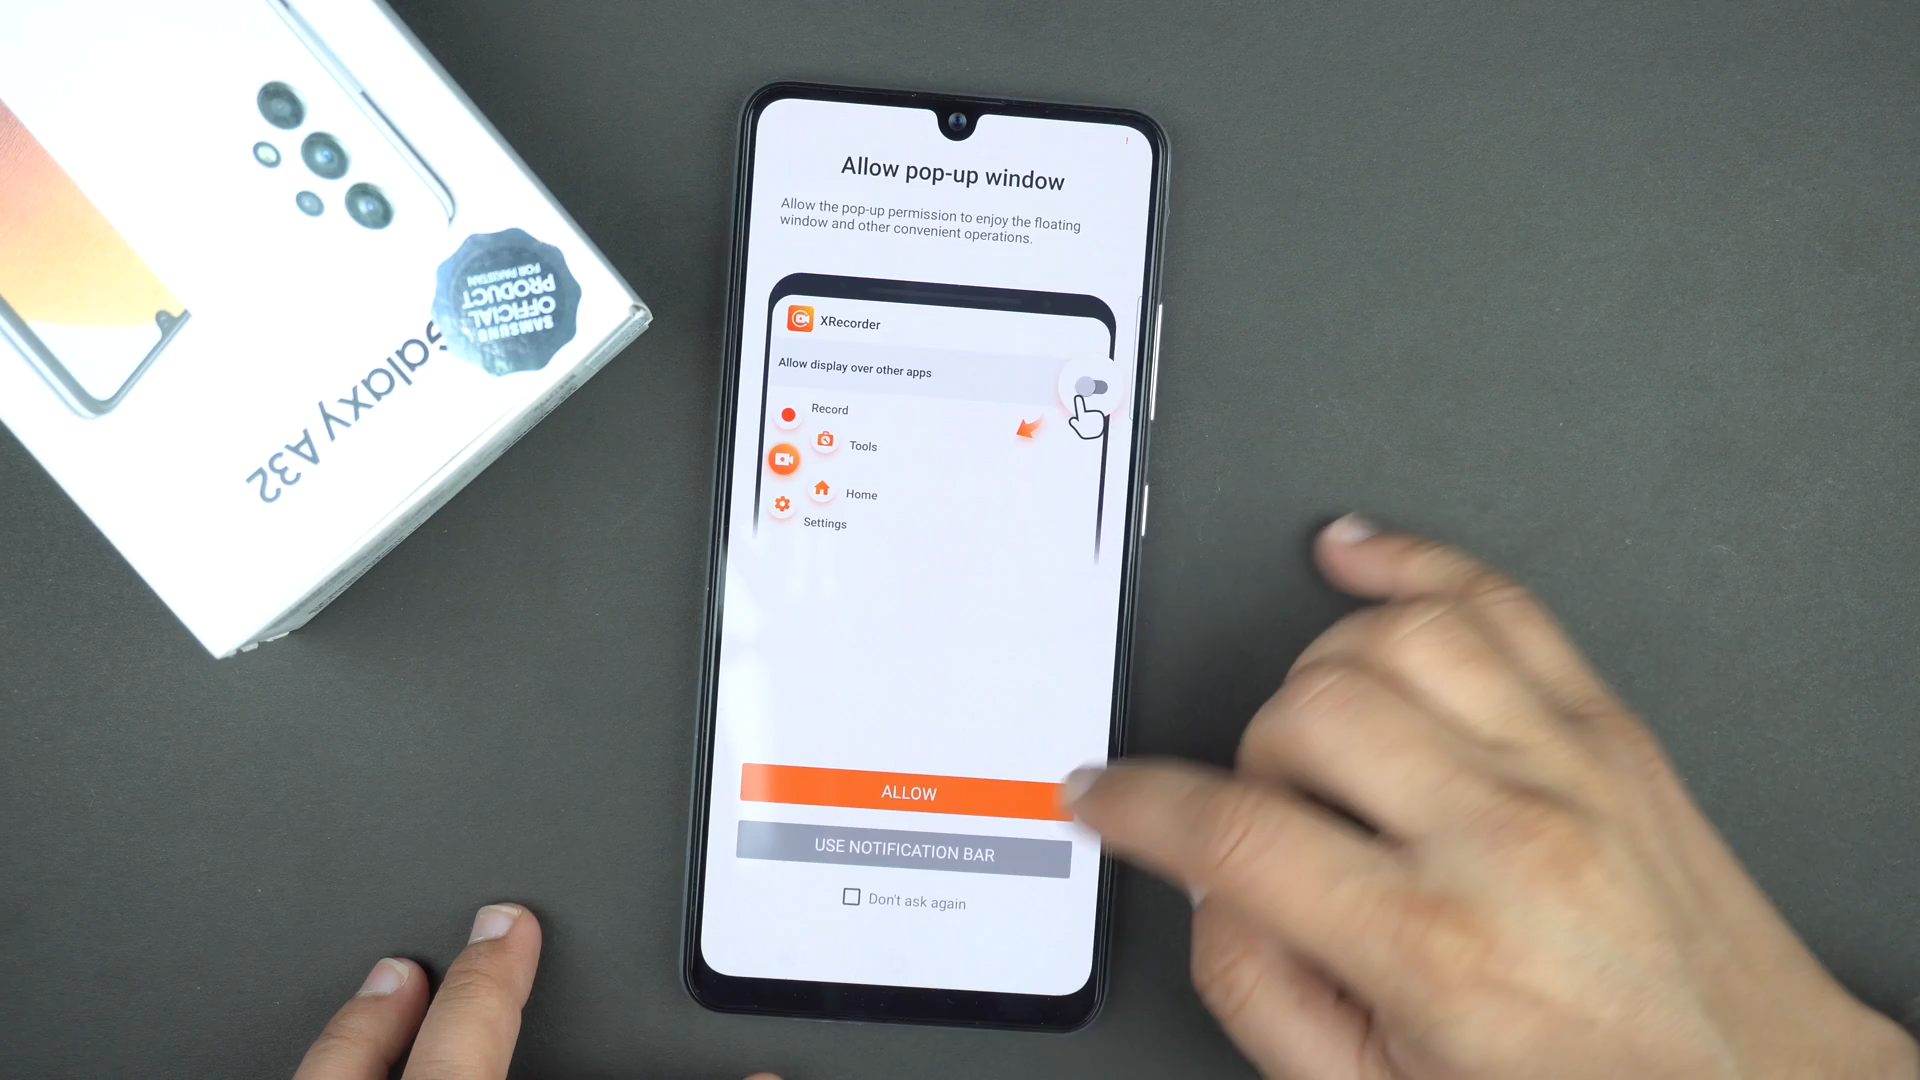 Allow pop-up window
Allow the pop-up permission to enjoy the floating
window and other convenient operations.
XRecorder
Allow display over other apps
Record
Tools
Home
Settings
ALLOW
USE NOTIFICATION BAR
Don't ask again
Galaxy A32
SAMSUNG
OFFICIAL
PRODUCT
FOR PAKISTAN